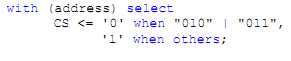 with (address) select
CS <= '0' when "010" | "011",
'1' when others;